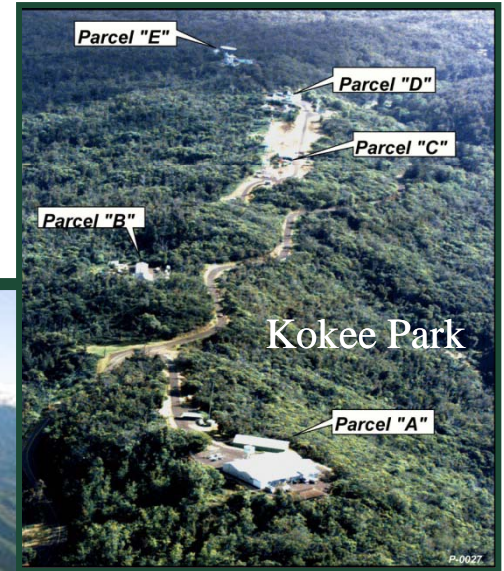 Parcel "E"
Parcel "D"
Parcel "C"
Parcel "B"
Kokee Park
Parcel "A"
P-0027